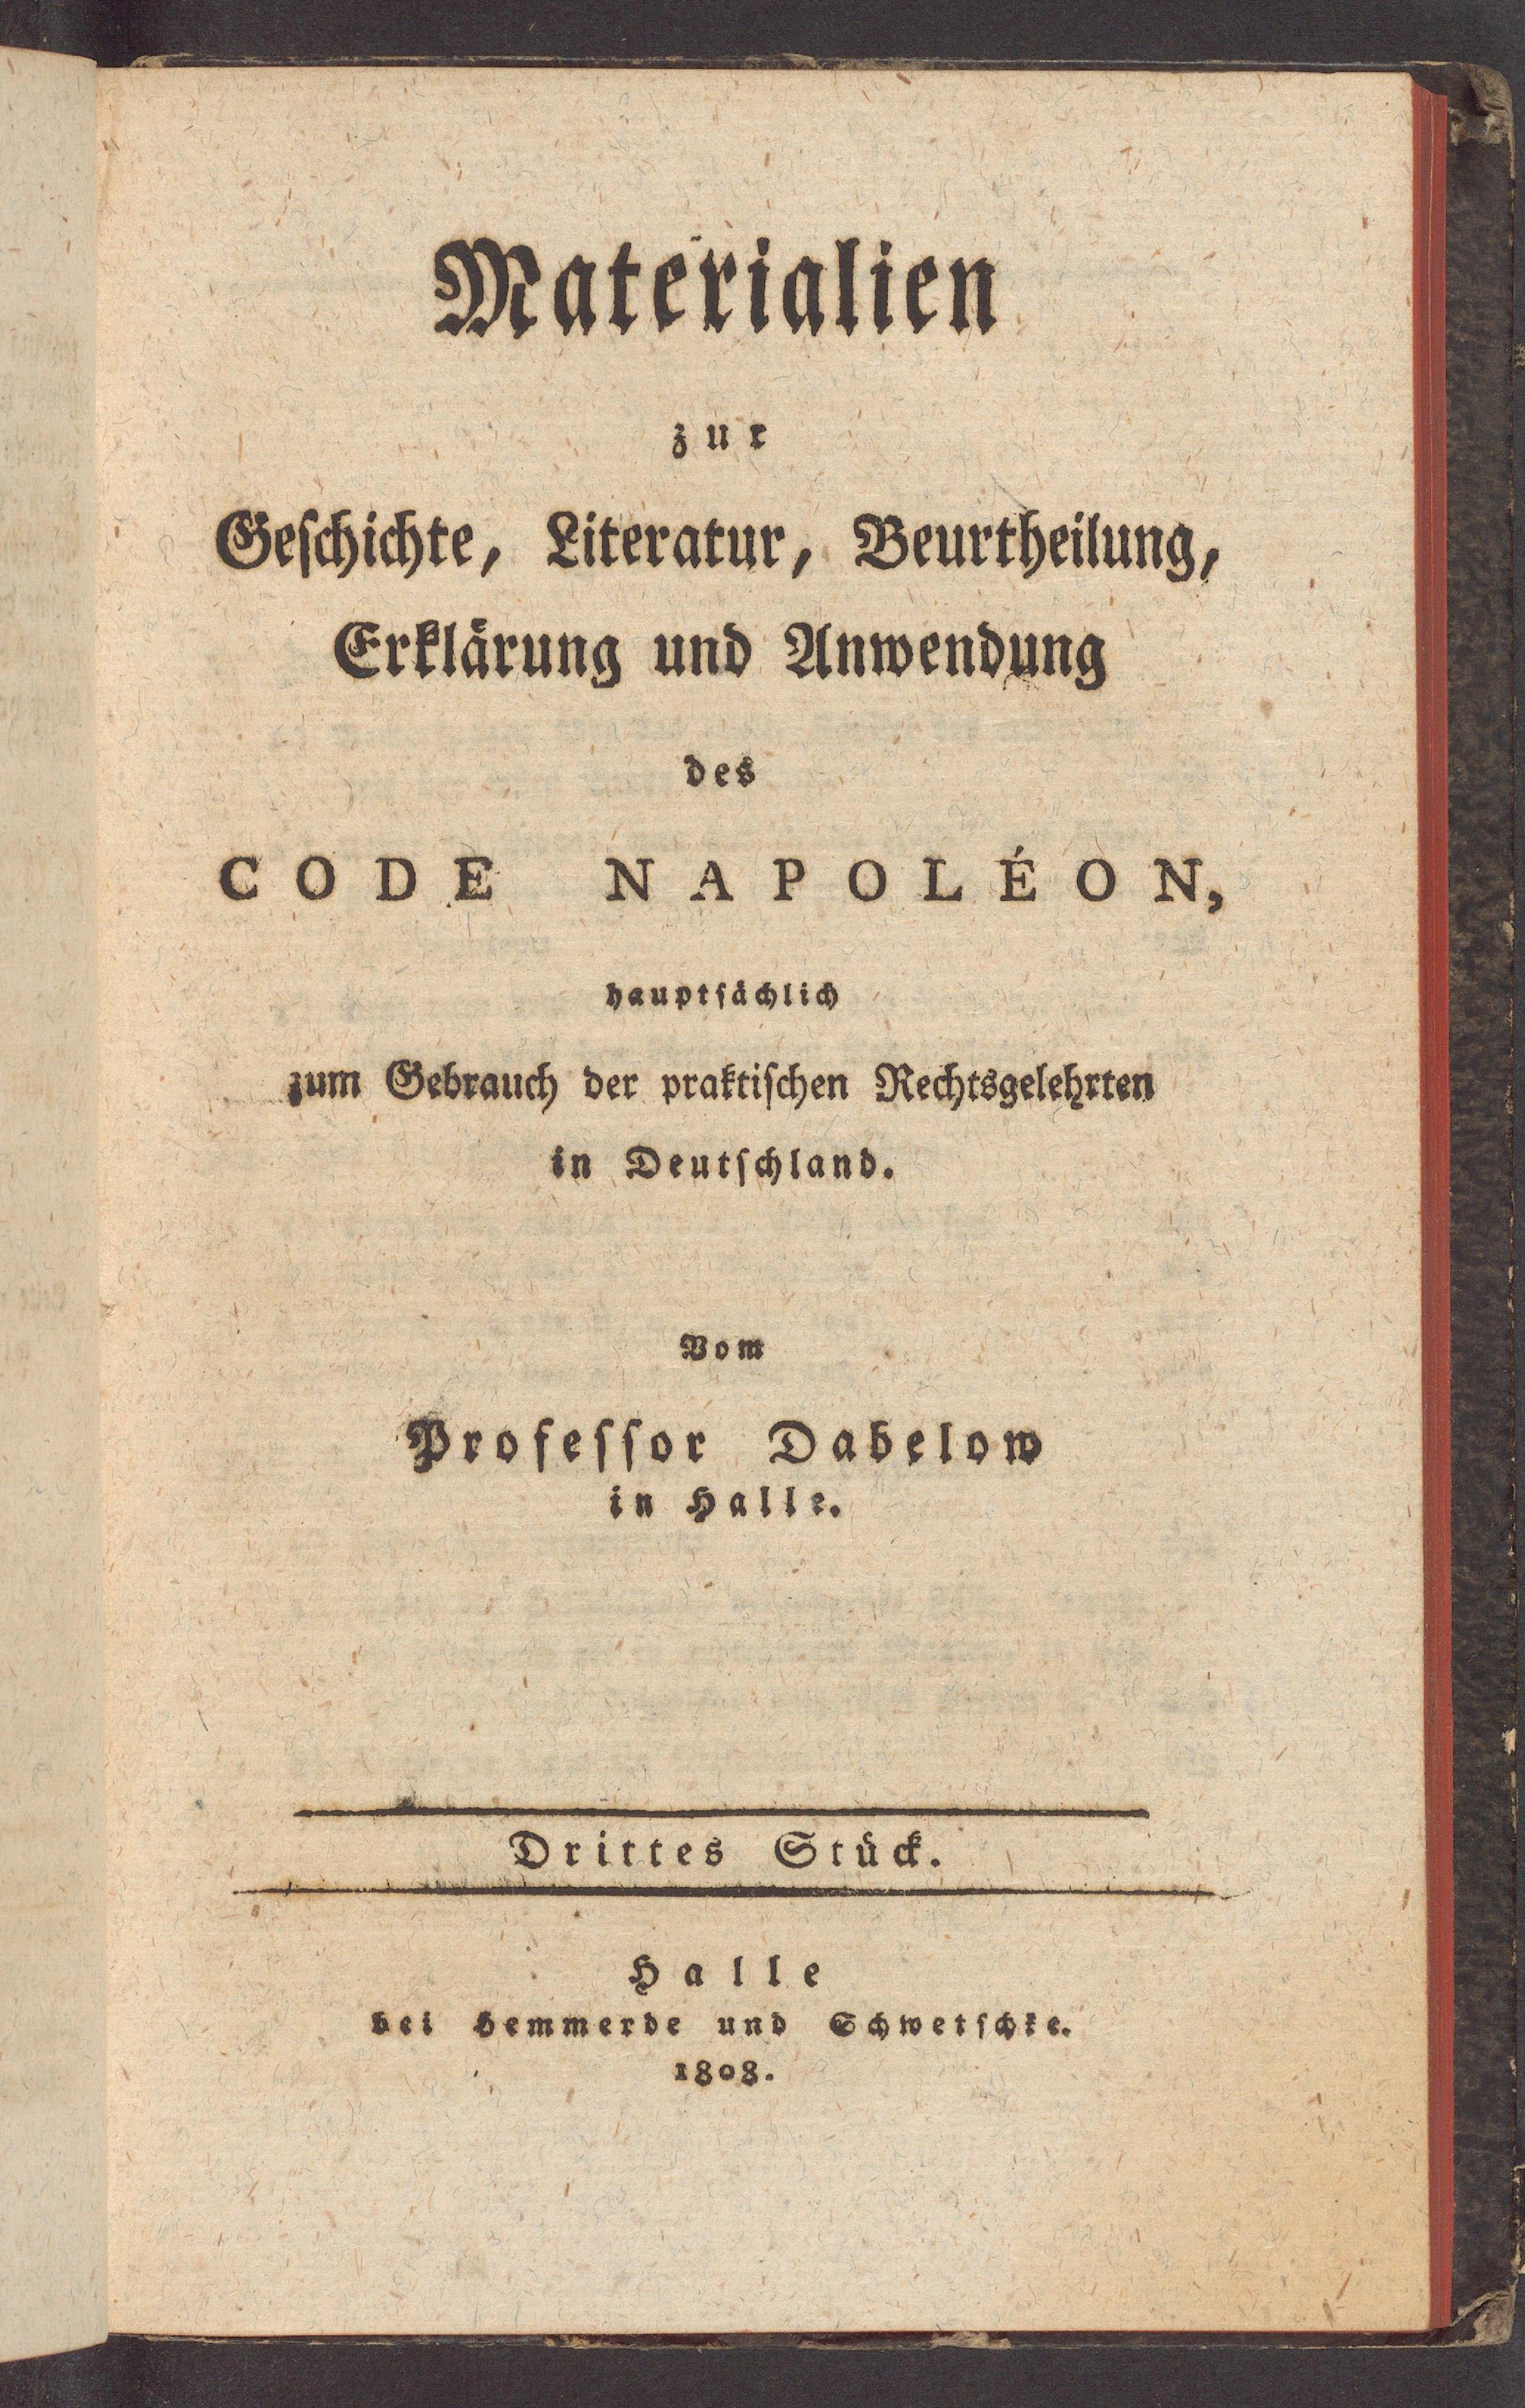 Materialien
zur
Geschichte, Literatur, Beurtheilung,
Erklärung und Anwendung
des
CODE NAPOLÉON,
hauptsächlich
zum Gebrauch der praktischen Rechtsgelehrten
in Deutschland.
Vom
Professor Dabelow
in Halle.
Drittes Stück.
Halle
bei Hemmerde und Schwetschke.
1808.